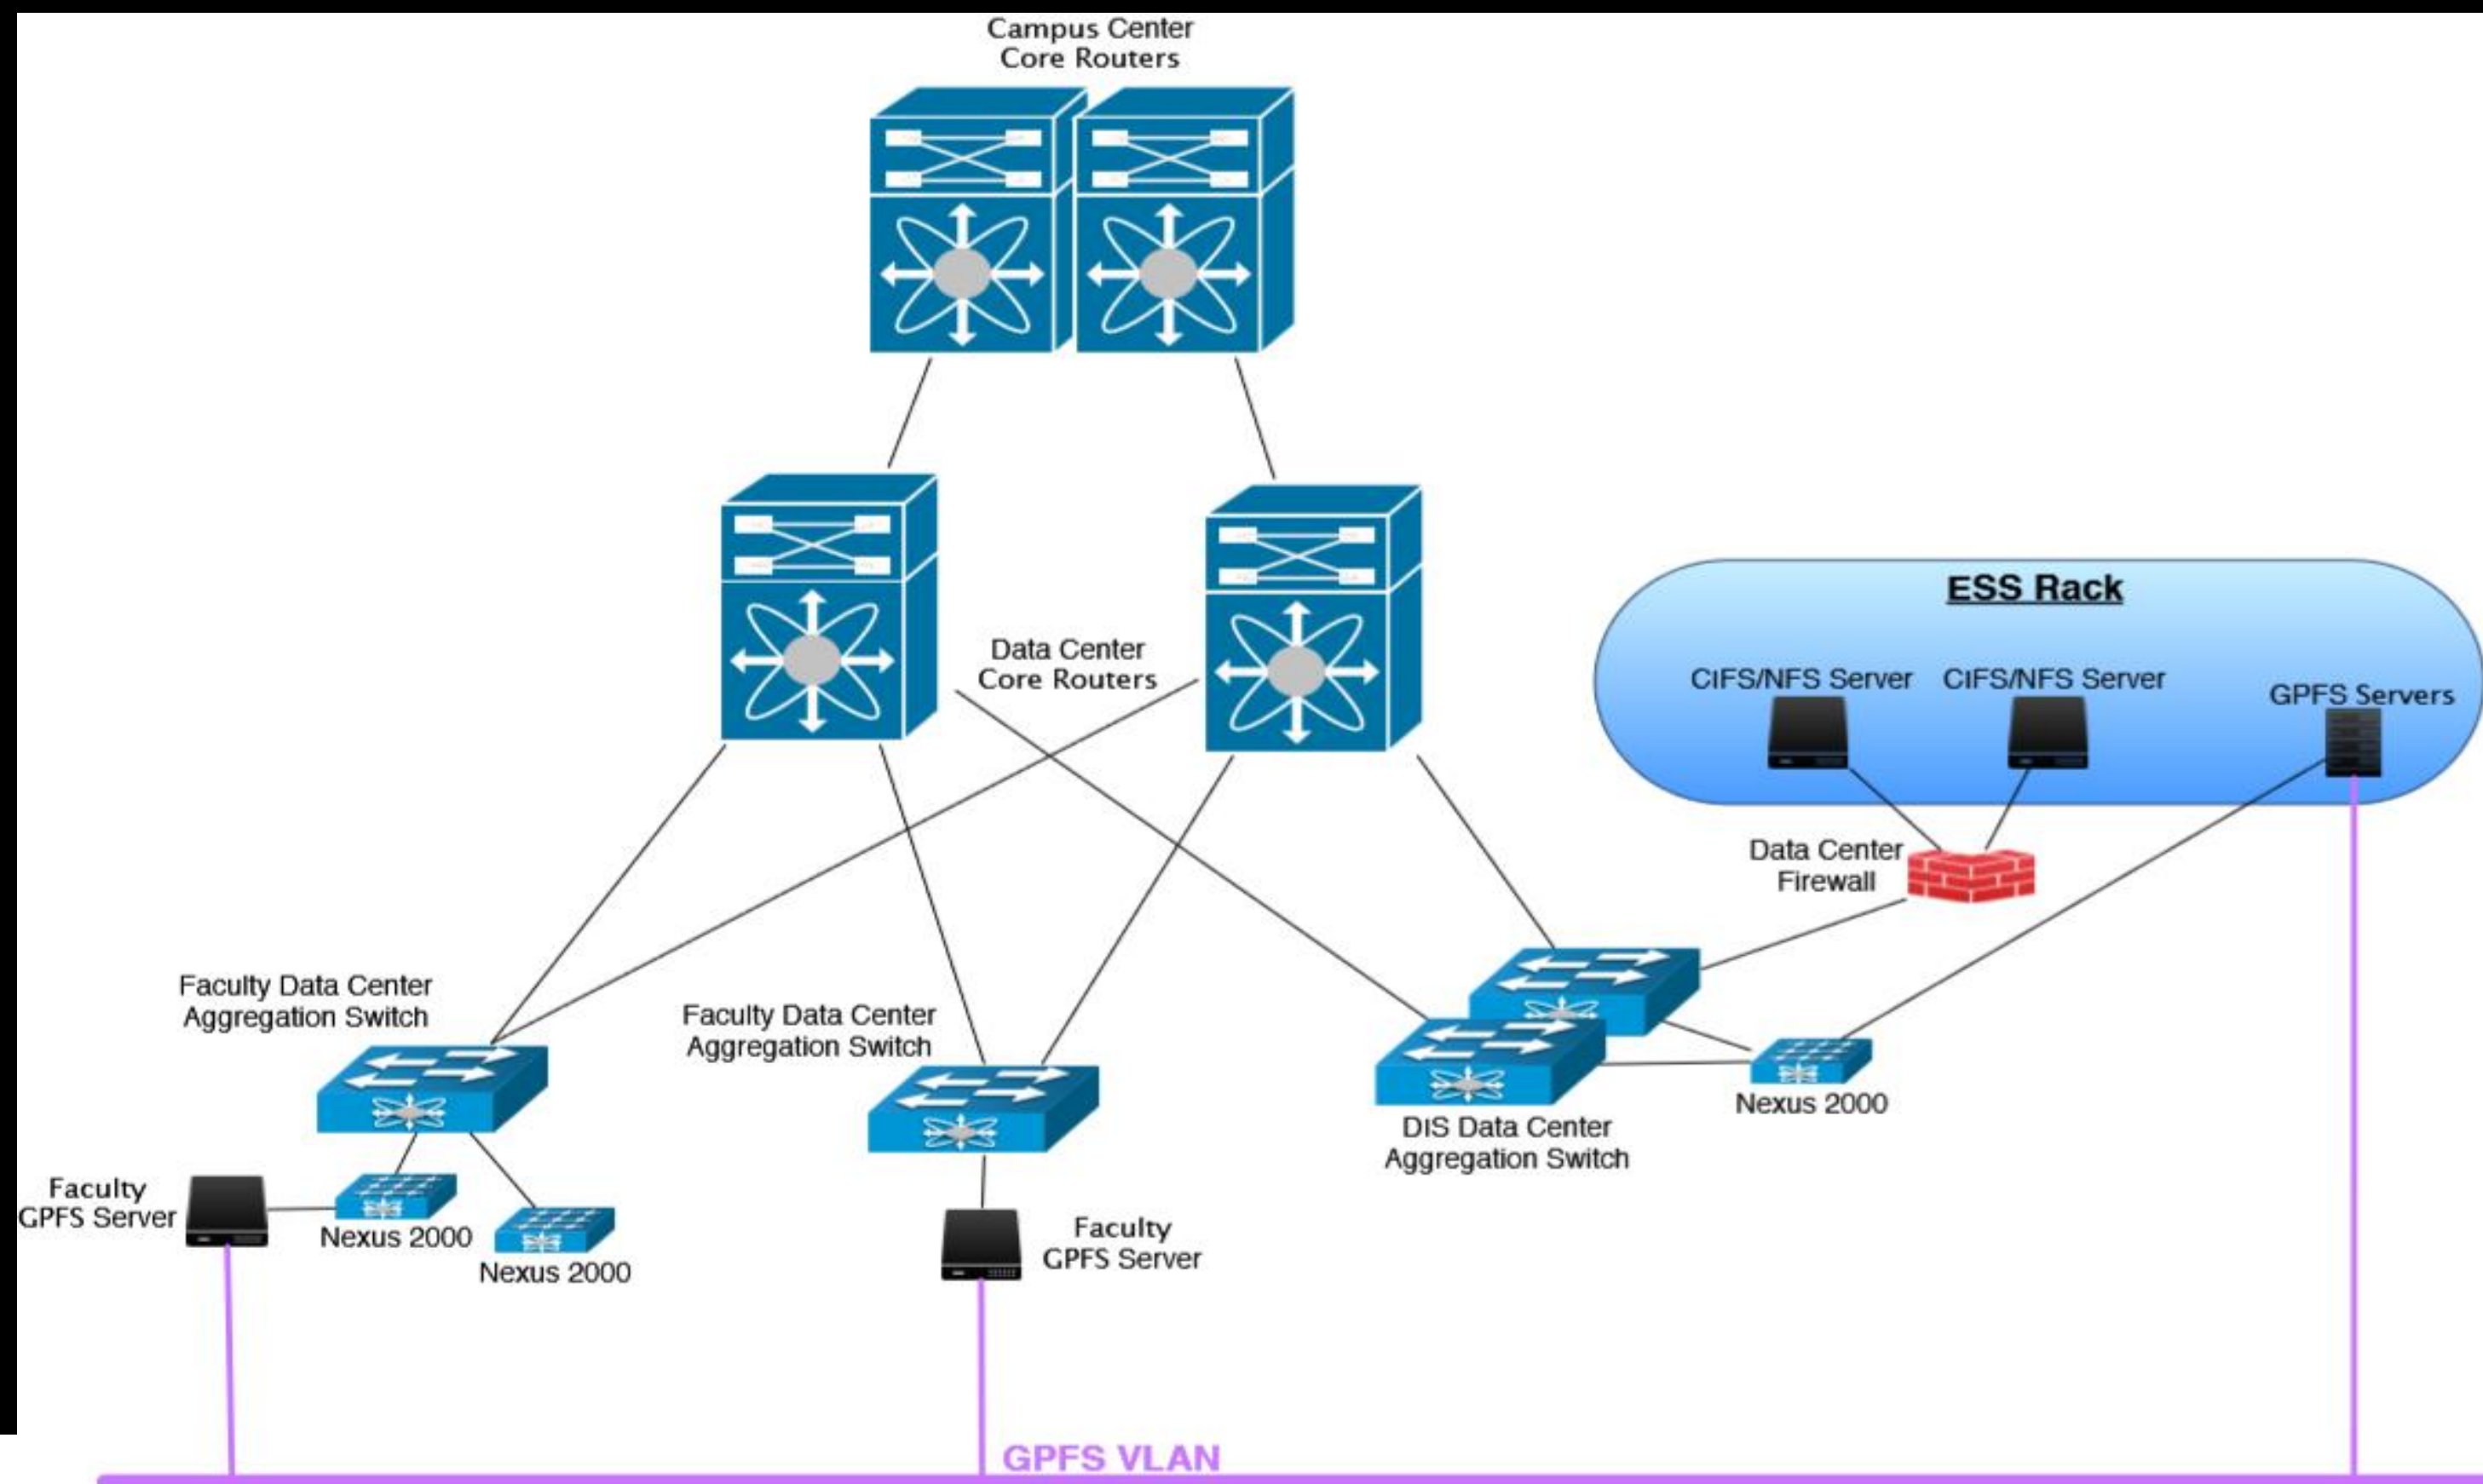 Campus Center
Core Routers
Data Center
Core Routers
ESS Rack
CIFS/NFS Server
CIFS/NFS Server
GPFS Servers
Data Center
Firewall
Faculty Data Center
Aggregation Switch
Faculty Data Center
Aggregation Switch
Nexus 2000
DIS Data Center
Aggregation Switch
Faculty
GPFS Server
Nexus 2000
Nexus 2000
Faculty
GPFS Server
GPFS VLAN